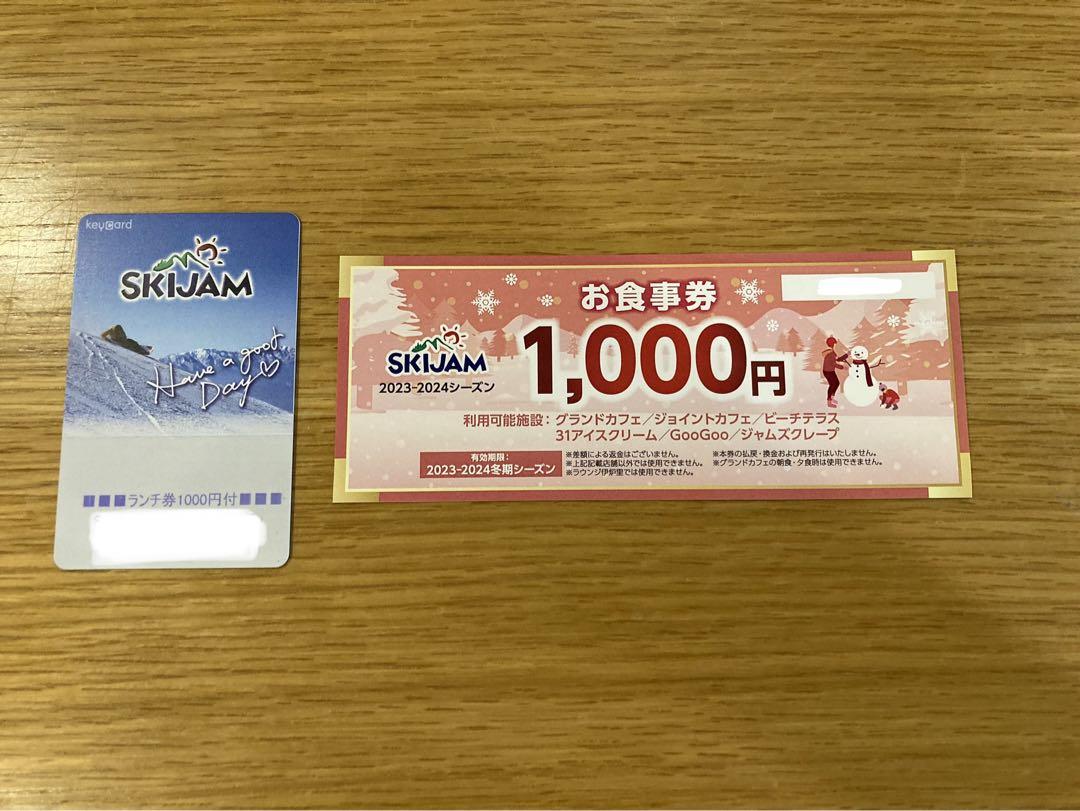 keycard
SKIJAM
Have a good
Day♡
■■■ランチ券1000円付■■■
お食事券
SKIJAM
1,000円
2023-2024シーズン
利用可能施設：グランドカフェ／ジョイントカフェ／ビーチテラス
31アイスクリーム／GooGoo／ジャムズクレープ
有効期限：
2023-2024冬期シーズン
※差額による返金はございません。
※上記記載店舗以外では使用できません。
※ラウンジ伊炉里では使用できません。
※本券の払戻・換金および再発行はいたしません。
※グランドカフェの朝食・夕食時は使用できません。